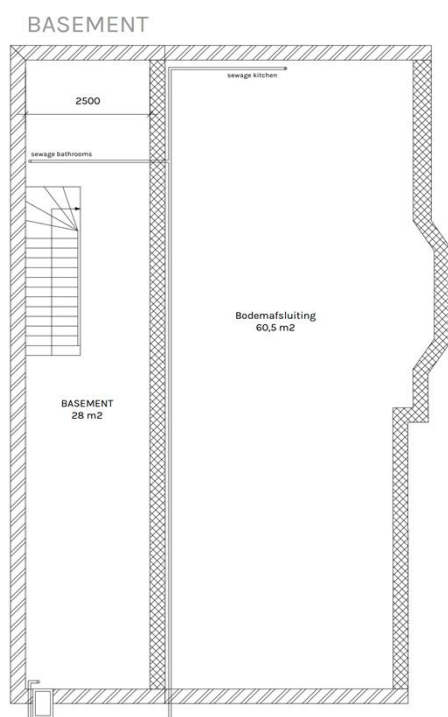 BASEMENT
sewage kitchen
2500
sewage bathrooms
Bodemafsluiting
60,5 m2
BASEMENT
28 m2